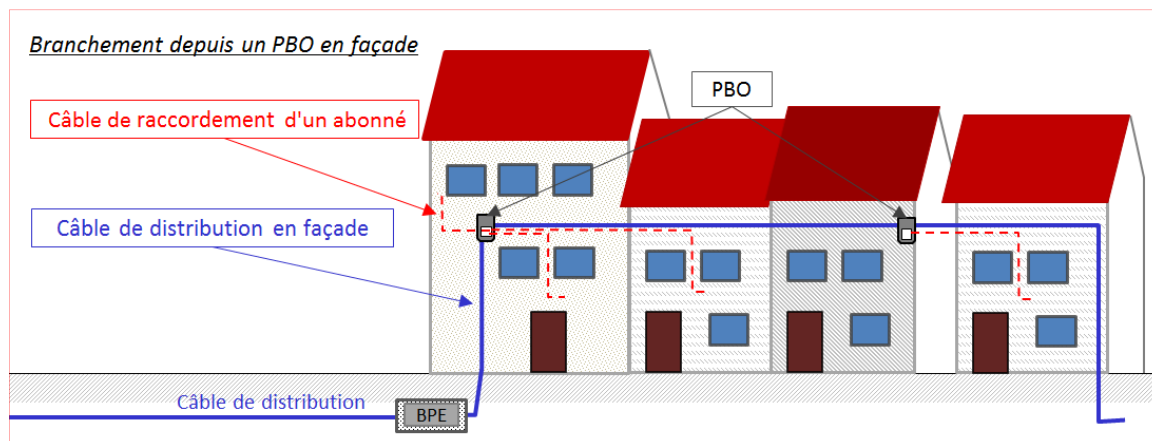 Branchement depuis un PBO en façade
PBO
Câble de raccordement d'un abonné
Câble de distribution en façade
Câble de distribution
BPE